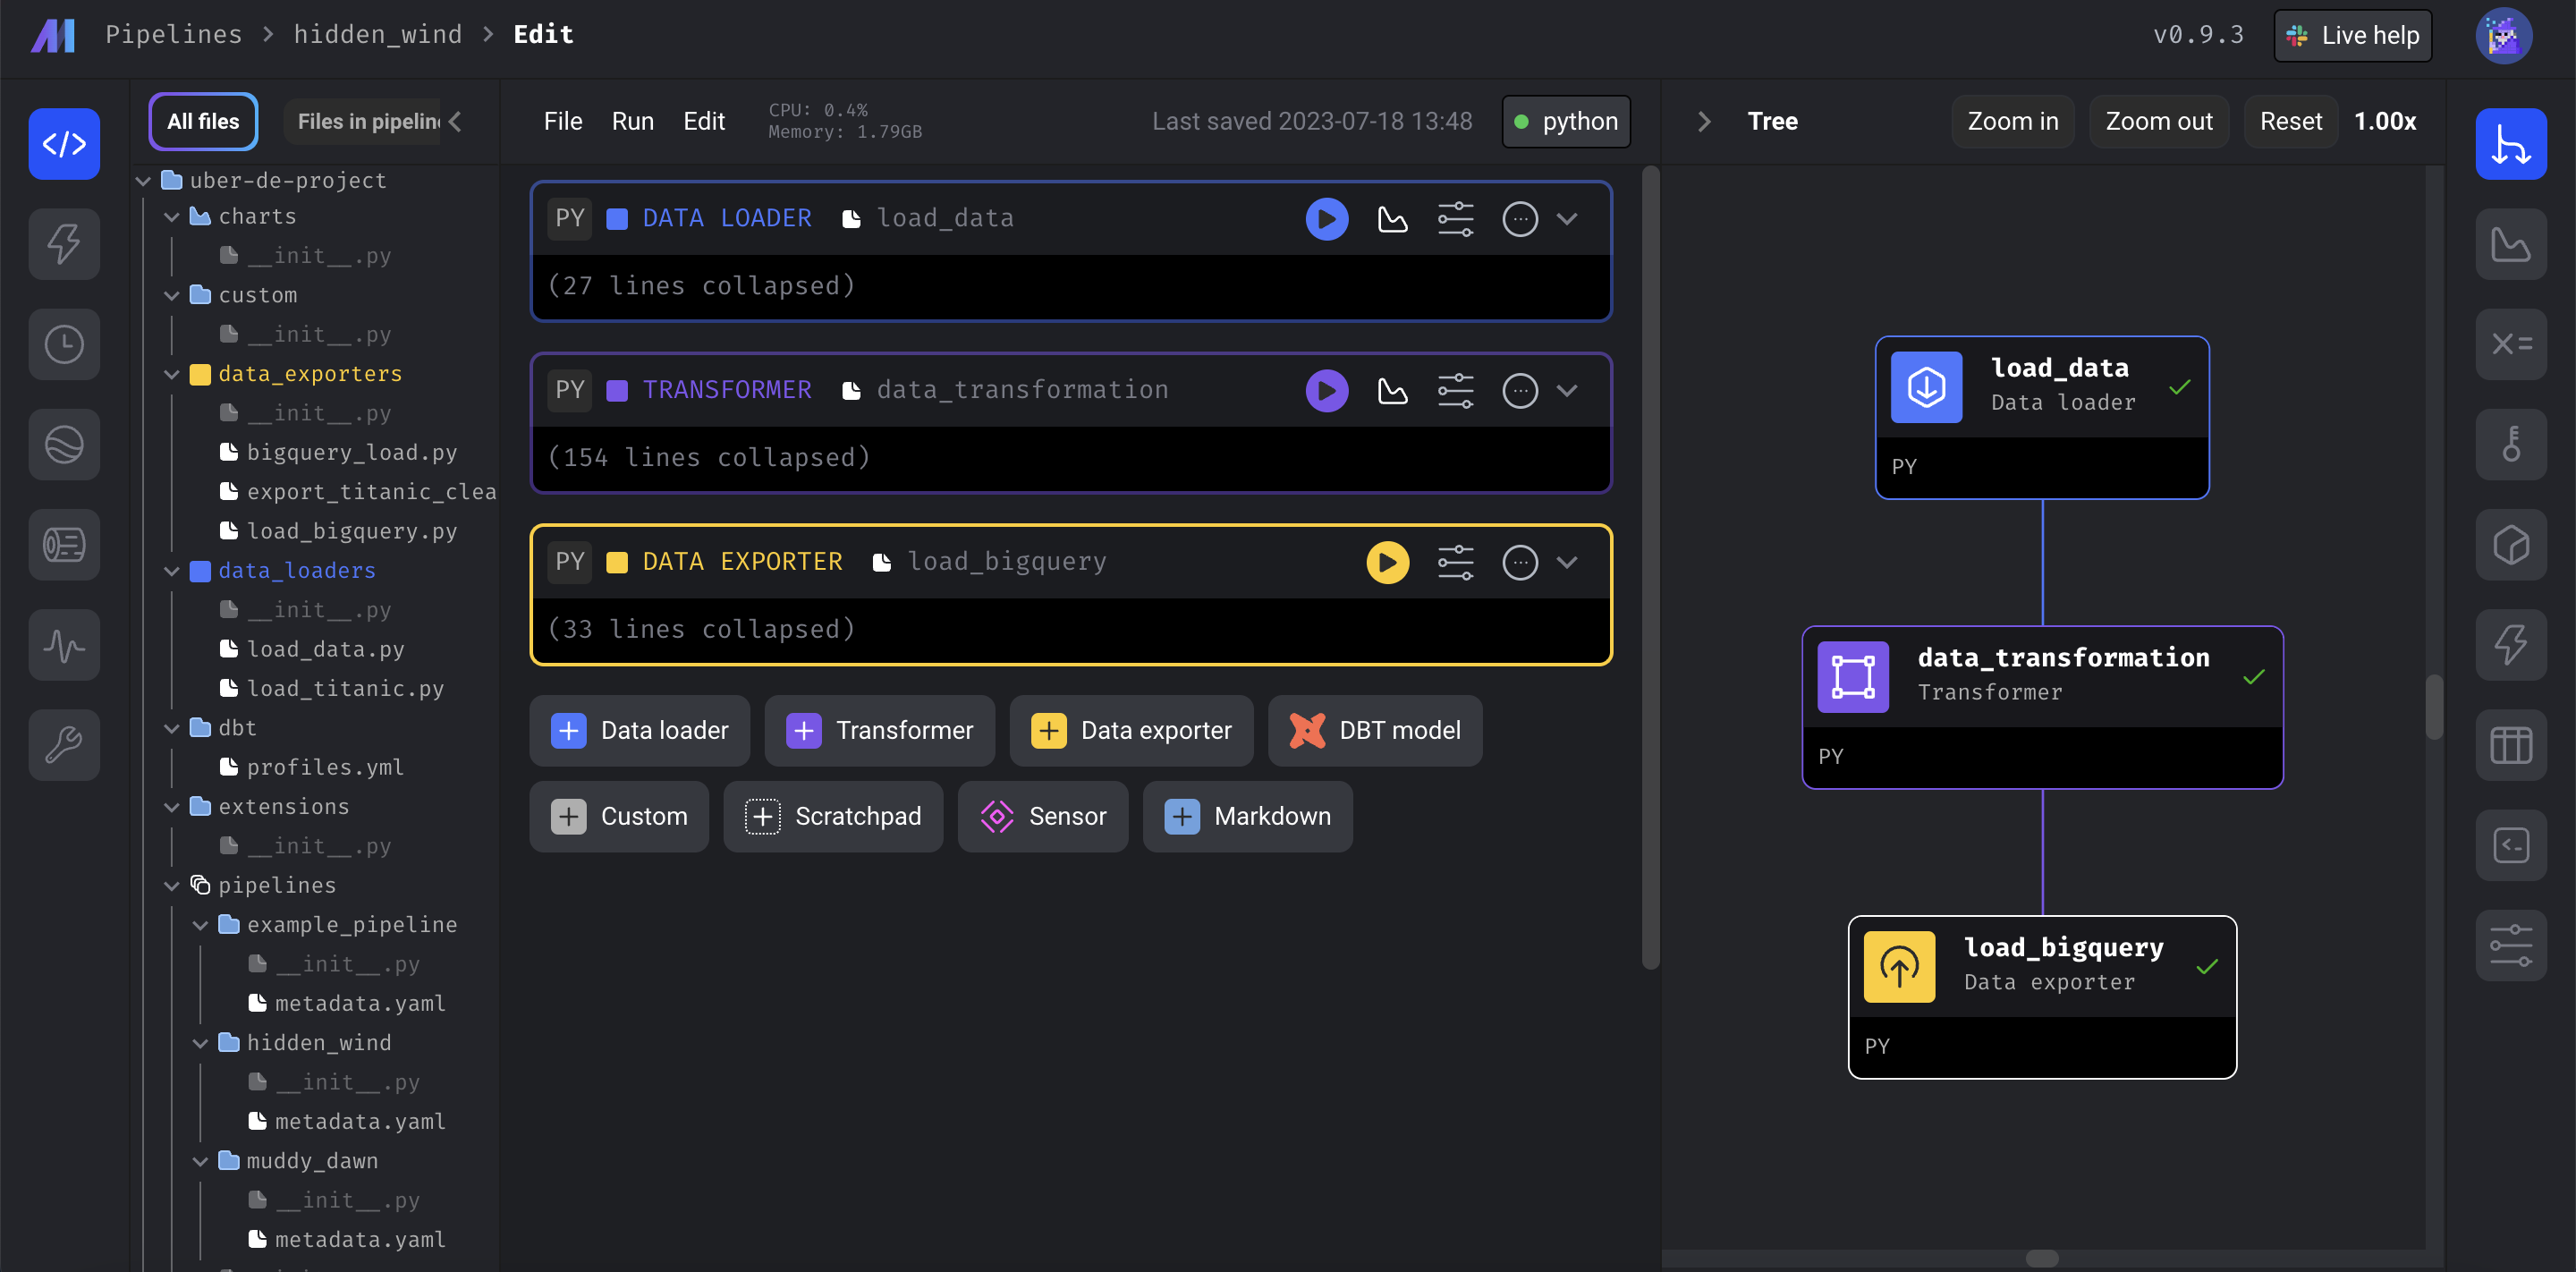 Pipelines > hidden_wind > Edit
v0.9.3
Live help
All files
Files in pipelin
File Run Edit
CPU: 0.4%
Memory: 1.79GB
Last saved 2023-07-18 13:48
python
Tree
Zoom in
Zoom out
Reset
1.00x
uber-de-project
charts
__init__.py
custom
__init__.py
data_exporters
__init__.py
bigquery_load.py
export_titanic_clea
load_bigquery.py
data_loaders
__init__.py
load_data.py
load_titanic.py
dbt
profiles.yml
extensions
__init__.py
pipelines
example_pipeline
__init__.py
metadata.yaml
hidden_wind
__init__.py
metadata.yaml
muddy_dawn
__init__.py
metadata.yaml
PY DATA LOADER load_data
(27 lines collapsed)
PY TRANSFORMER data_transformation
(154 lines collapsed)
PY DATA EXPORTER load_bigquery
(33 lines collapsed)
Data loader
Transformer
Data exporter
DBT model
Custom
Scratchpad
Sensor
Markdown
load_data
Data loader
PY
data_transformation
Transformer
PY
load_bigquery
Data exporter
PY